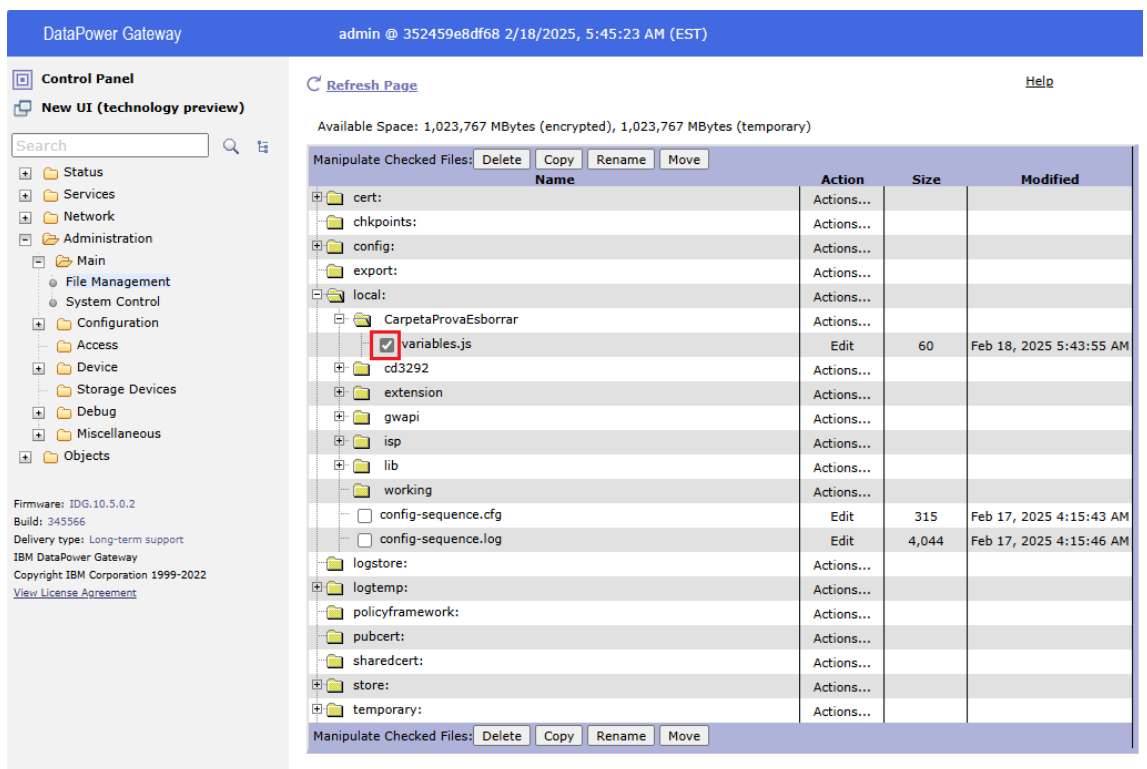 DataPower Gateway
admin @ 352459e8df68 2/18/2025, 5:45:23 AM (EST)
Control Panel
New UI (technology preview)
Search
Status
Services
Network
Administration
Main
File Management
System Control
Configuration
Access
Device
Storage Devices
Debug
Miscellaneous
Objects
Firmware: IDG.10.5.0.2
Build: 345566
Delivery type: Long-term support
IBM DataPower Gateway
Copyright IBM Corporation 1999-2022
View License Agreement
Refresh Page
Help
Available Space: 1,023,767 MBytes (encrypted), 1,023,767 MBytes (temporary)
Manipulate Checked Files: Delete Copy Rename Move
Name Action Size Modified
cert: Actions...
chkpoints: Actions...
config: Actions...
export: Actions...
local: Actions...
CarpetaProvaEsborrar Actions...
variables.js Edit 60 Feb 18, 2025 5:43:55 AM
cd3292 Actions...
extension Actions...
gwapi Actions...
isp Actions...
lib Actions...
working Actions...
config-sequence.cfg Edit 315 Feb 17, 2025 4:15:43 AM
config-sequence.log Edit 4,044 Feb 17, 2025 4:15:46 AM
logstore: Actions...
logtemp: Actions...
policyframework: Actions...
pubcert: Actions...
sharedcert: Actions...
store: Actions...
temporary: Actions...
Manipulate Checked Files: Delete Copy Rename Move